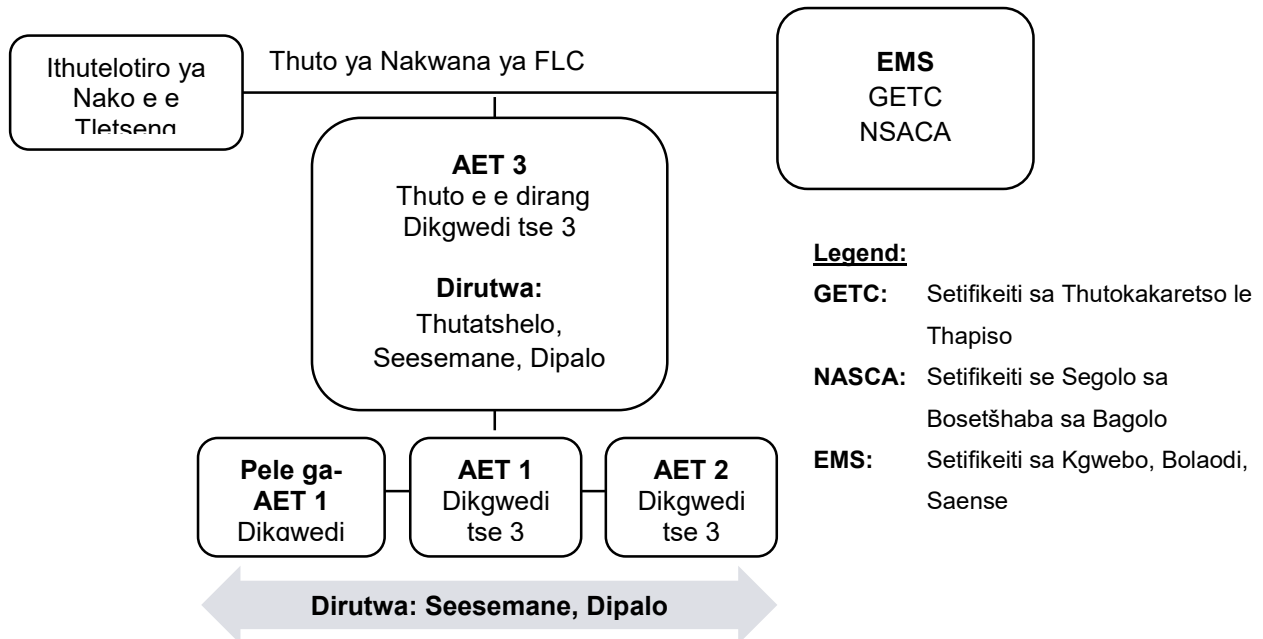 Ithutelotiro ya
Nako e e
Tletseng
Thuto ya Nakwana ya FLC
EMS
GETC
NSACA
AET 3
Thuto e e dirang
Dikgwedi tse 3
Dirutwa:
Thutatshelo,
Seesemane, Dipalo
Legend:
GETC: Setifikeiti sa Thutokakaretso le
Thapiso
NASCA: Setifikeiti se Segolo sa
Bosetšhaba sa Bagolo
EMS: Setifikeiti sa Kgwebo, Bolaodi,
Saense
Pele ga-
AET 1
Dikgwedi
AET 1
Dikgwedi
tse 3
AET 2
Dikgwedi
tse 3
Dirutwa: Seesemane, Dipalo